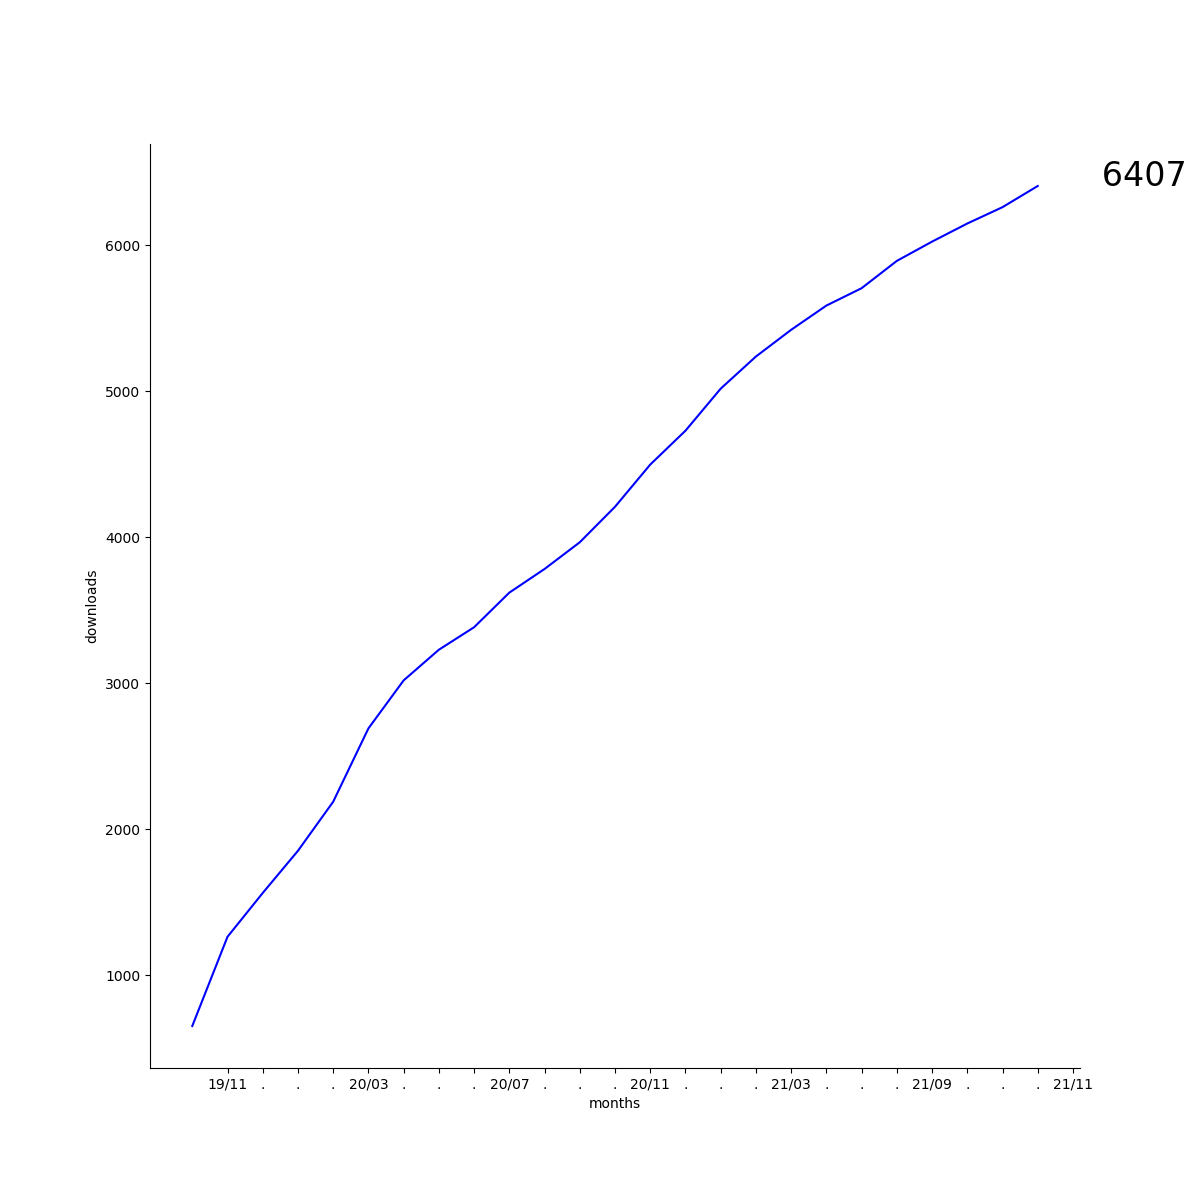 6407
6000
5000
4000
3000
2000
1000
downloads
19/11 . . . 20/03 . . . 20/07 . . . 20/11 . . . 21/03 . . . 21/09 . . . 21/11
months